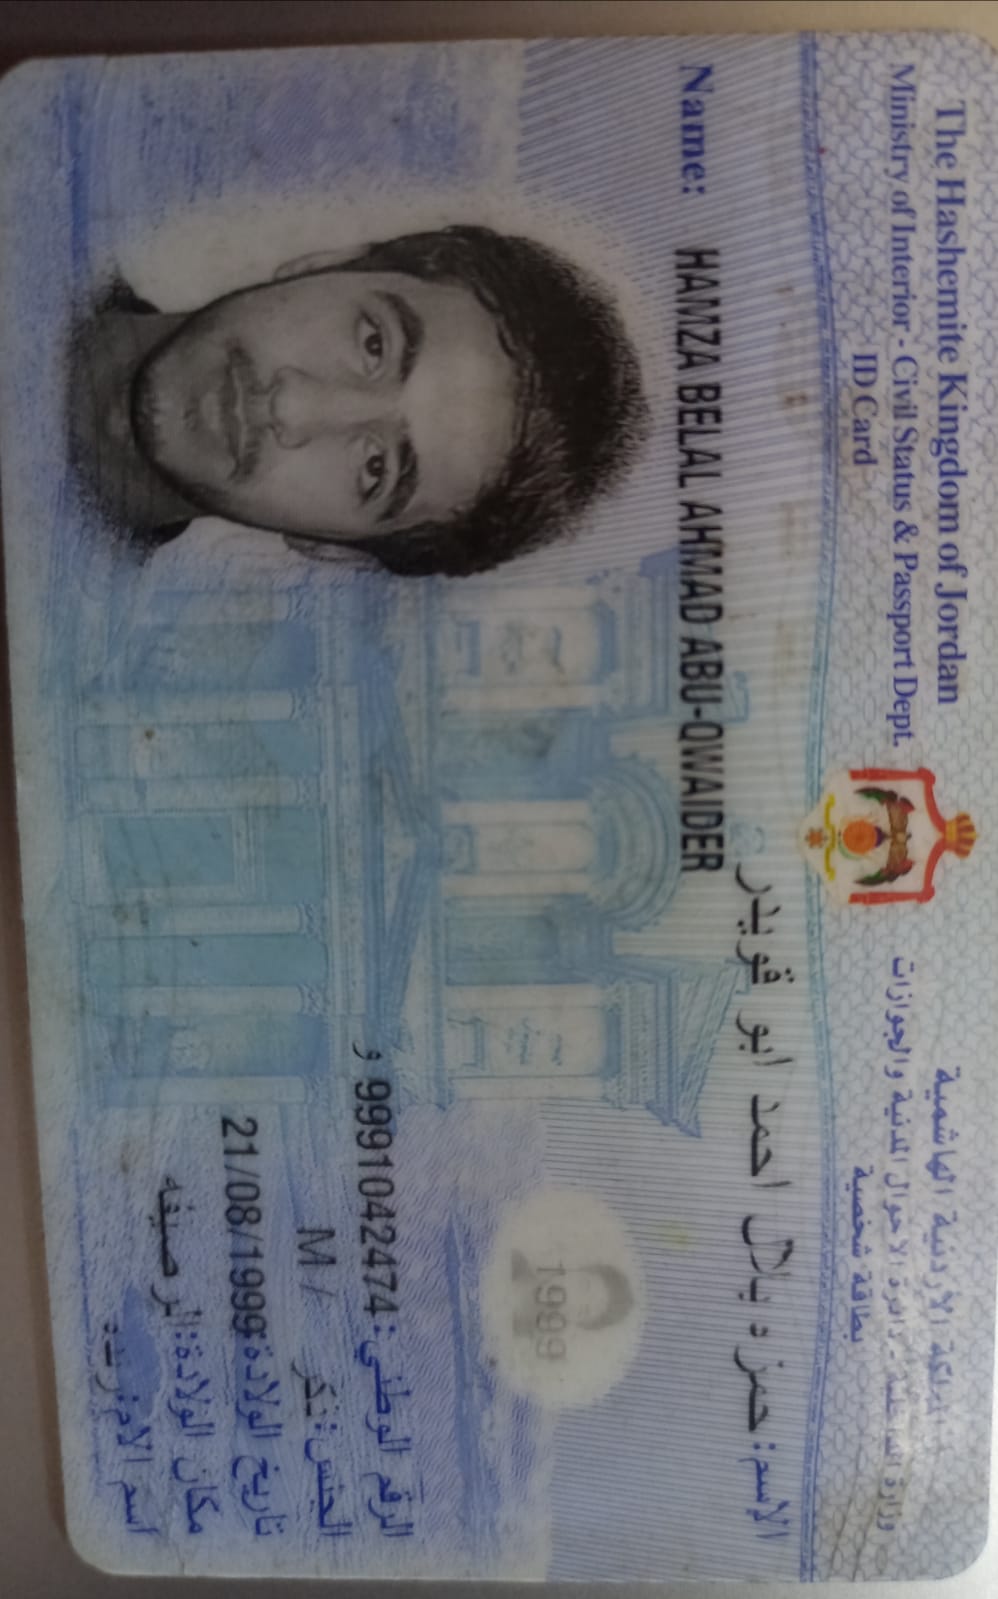 The Hashemite Kingdom of Jordan
Ministry of Interior - Civil Status & Passport Dept.
ID Card
المملكة الأردنية الهاشمية
وزارة الداخلية - دائرة الاحوال المدنية والجوازات
بطاقة شخصية
الإسم: حمزه بلال احمد ابو قويدر
Name: HAMZA BELAL AHMAD ABU-QWAIDER
1999
الرقم الوطني: 9991042474 و
الجنس: ذكر / M
تاريخ الولادة: 21/08/1999
مكان الولادة: الرصيفه
اسم الام: رنده